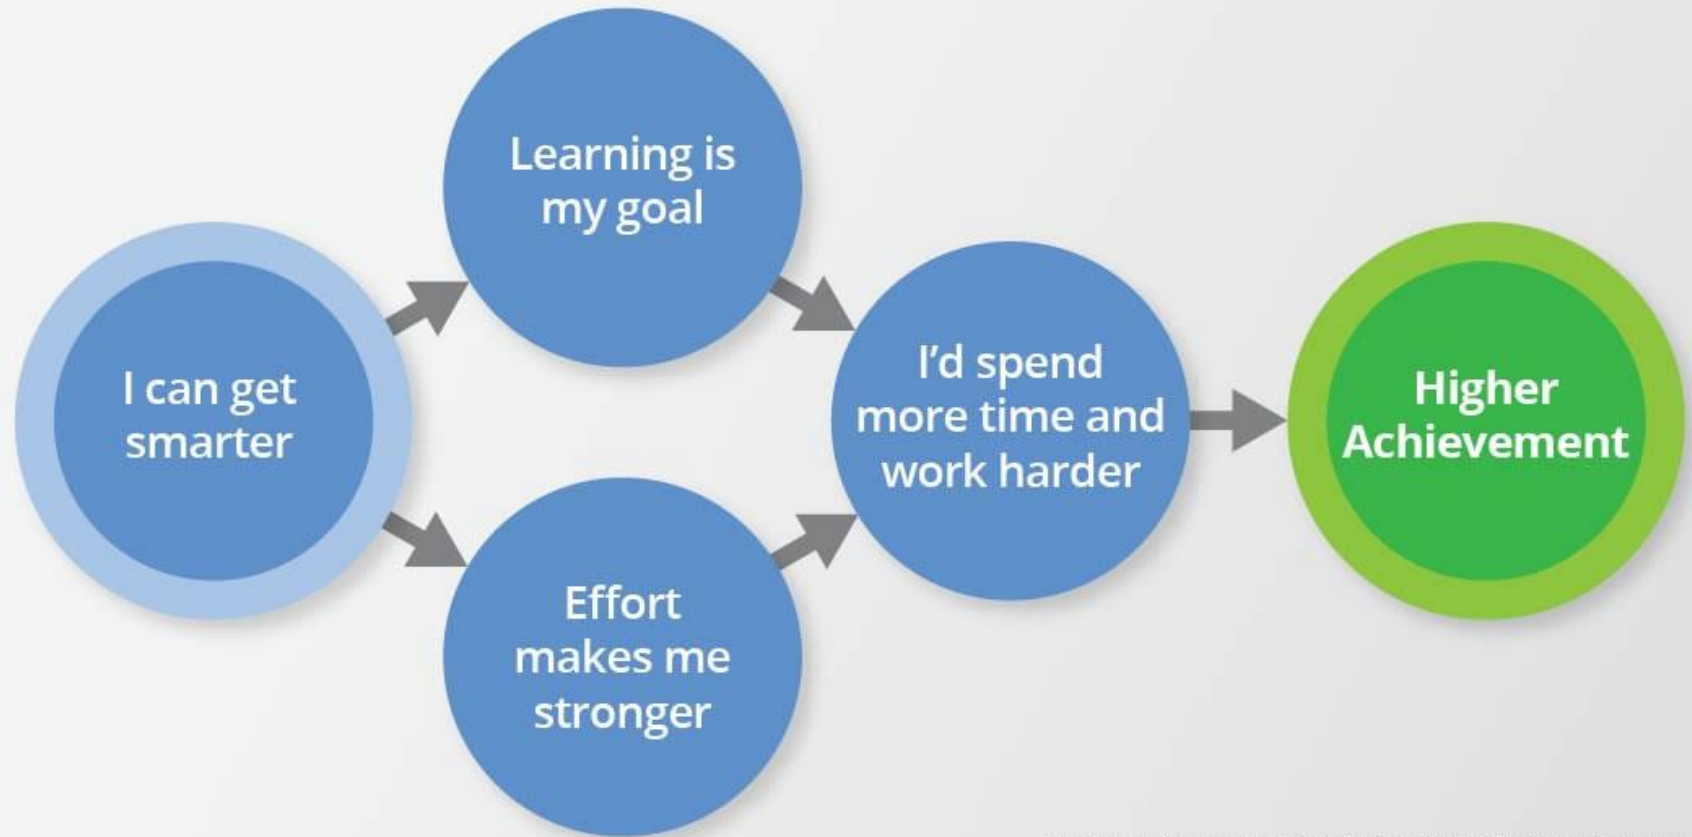 Learning is
my goal
I can get
smarter
I’d spend
more time and
work harder
Higher
Achievement
Effort
makes me
stronger